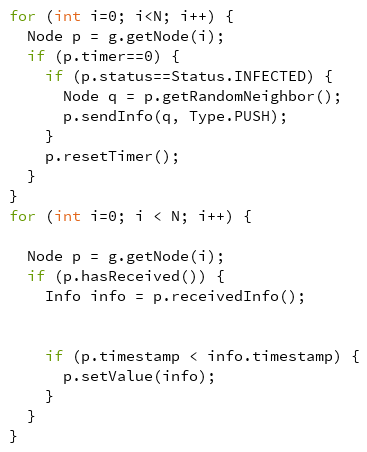 for (int i=0; i<N; i++) {
  Node p = g.getNode(i);
  if (p.timer==0) {
    if (p.status==Status.INFECTED) {
      Node q = p.getRandomNeighbor();
      p.sendInfo(q, Type.PUSH);
    }
    p.resetTimer();
  }
}
for (int i=0; i < N; i++) {
  Node p = g.getNode(i);
  if (p.hasReceived()) {
    Info info = p.receivedInfo();
    if (p.timestamp < info.timestamp) {
      p.setValue(info);
    }
  }
}